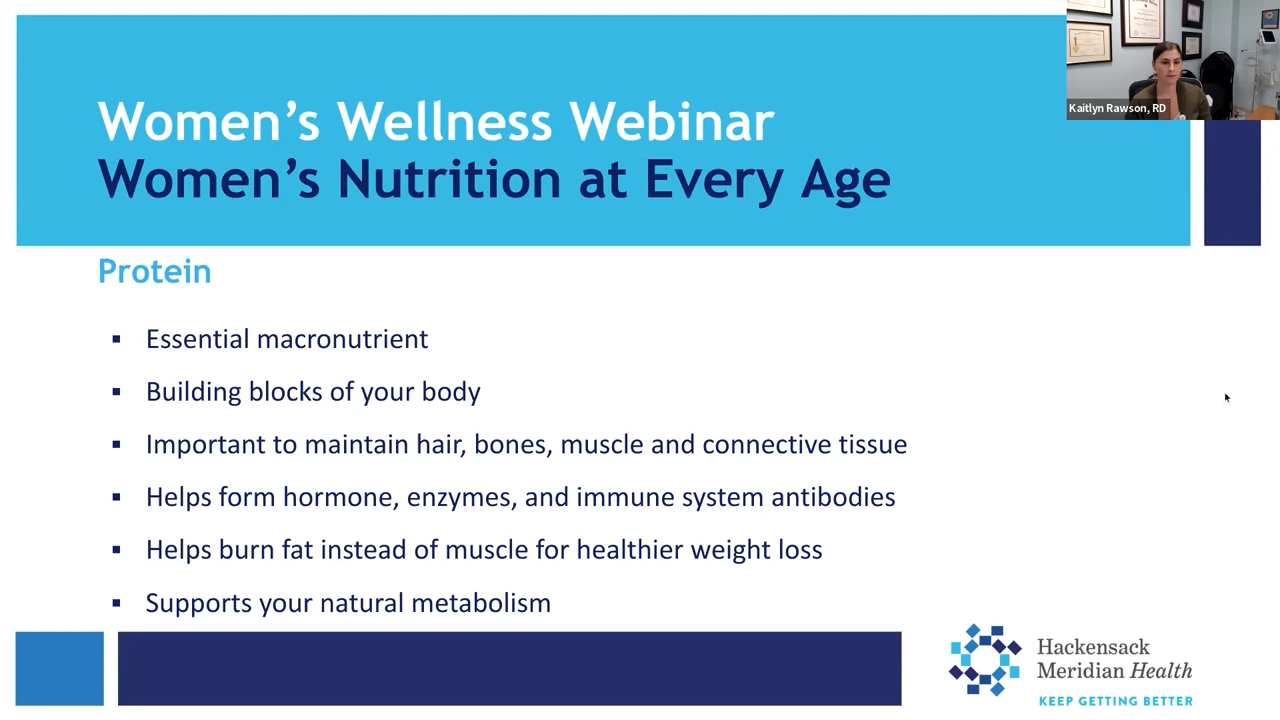 Women's Wellness Webinar
Women's Nutrition at Every Age
Kaitlyn Rawson, RD
Protein
▪ Essential macronutrient
▪ Building blocks of your body
▪ Important to maintain hair, bones, muscle and connective tissue
▪ Helps form hormone, enzymes, and immune system antibodies
▪ Helps burn fat instead of muscle for healthier weight loss
▪ Supports your natural metabolism
Hackensack
Meridian Health
KEEP GETTING BETTER